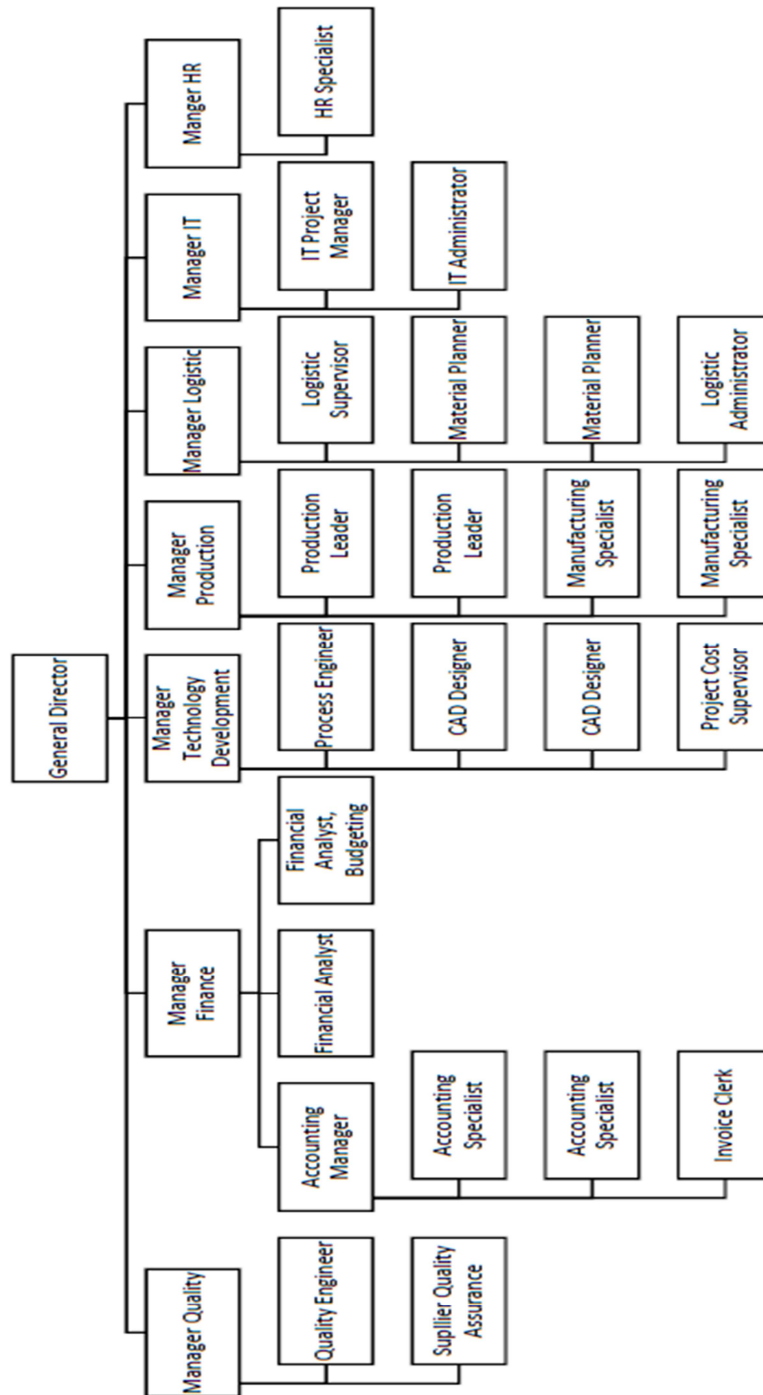 General Director
Manager Quality
Quality Engineer
Supllier Quality
Assurance
Manager
Finance
Accounting
Manager
Accounting
Specialist
Accounting
Specialist
Invoice Clerk
Financial Analyst
Financial
Analyst,
Budgeting
Manager
Technology
Development
Process Engineer
CAD Designer
CAD Designer
Project Cost
Supervisor
Manager
Production
Production
Leader
Production
Leader
Manufacturing
Specialist
Manufacturing
Specialist
Manager Logistic
Logistic
Supervisor
Material Planner
Material Planner
Logistic
Administrator
Manager IT
IT Project
Manager
IT Administrator
Manger HR
HR Specialist